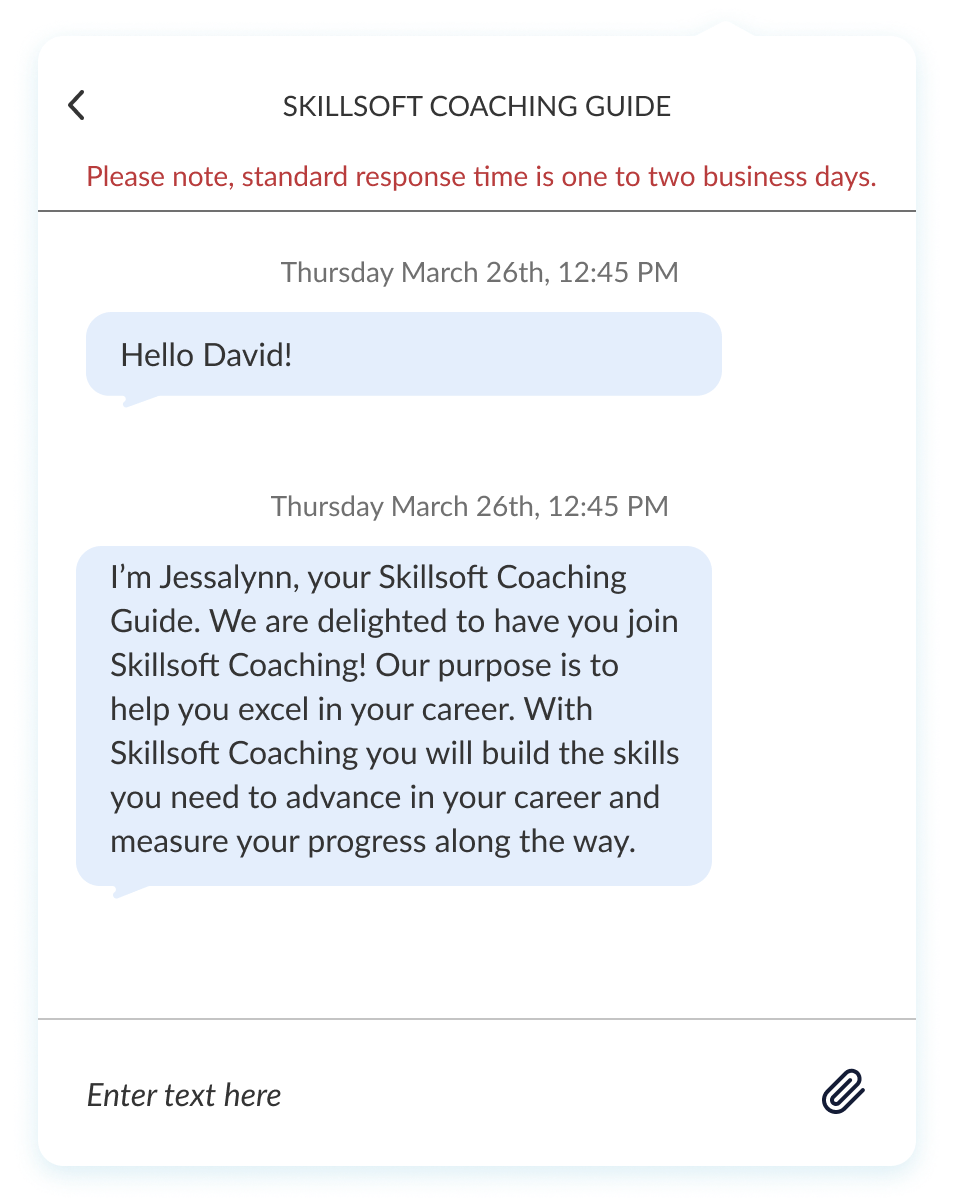 SKILLSOFT COACHING GUIDE
Please note, standard response time is one to two business days.
Thursday March 26th, 12:45 PM
Hello David!
Thursday March 26th, 12:45 PM
I’m Jessalynn, your Skillsoft Coaching
Guide. We are delighted to have you join
Skillsoft Coaching! Our purpose is to
help you excel in your career. With
Skillsoft Coaching you will build the skills
you need to advance in your career and
measure your progress along the way.
Enter text here